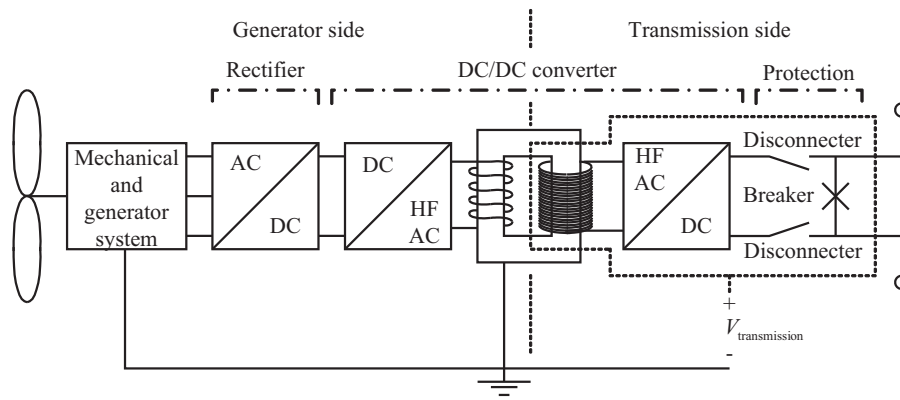 Generator side
Transmission side
Rectifier
DC/DC converter
Protection
Mechanical
and
generator
system
AC
DC
DC
HF
AC
HF
AC
DC
Disconnecter
Breaker
Disconnecter
+
Vtransmission
-